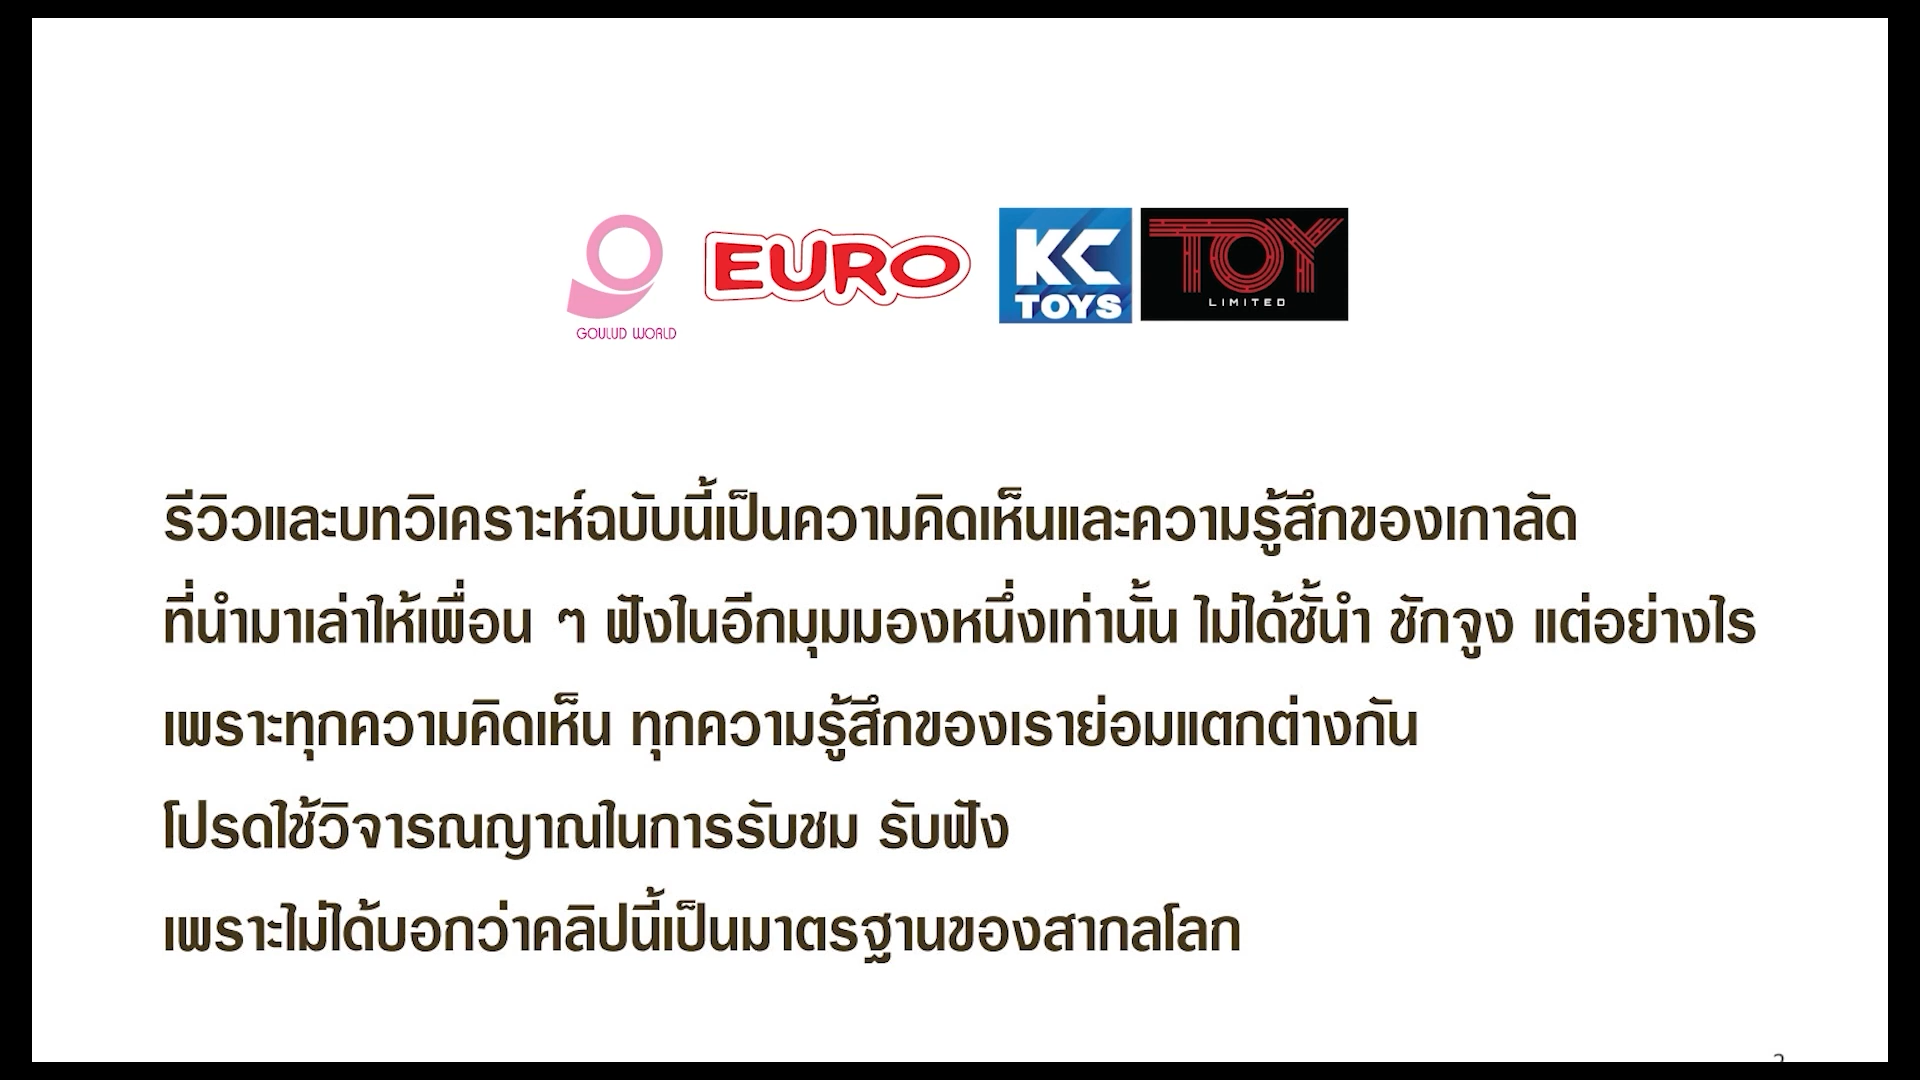 GOULUD WORLD
EURO
KC TOYS
TOY LIMITED
รีวิวและบทวิเคราะห์ฉบับนี้เป็นความคิดเห็นและความรู้สึกของเกาลัด
ที่นำมาเล่าให้เพื่อน ๆ ฟังในอีกมุมมองหนึ่งเท่านั้น ไม่ได้ชั้นำ ชักจูง แต่อย่างไร
เพราะทุกความคิดเห็น ทุกความรู้สึกของเราย่อมแตกต่างกัน
โปรดใช้วิจารณญาณในการรับชม รับฟัง
เพราะไม่ได้บอกว่าคลิปนี้เป็นมาตรฐานของสากลโลก